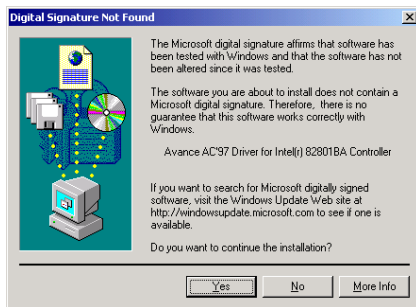 Digital Signature Not Found
The Microsoft digital signature affirms that software has
been tested with Windows and that the software has not
been altered since it was tested.
The software you are about to install does not contain a
Microsoft digital signature. Therefore, there is no
guarantee that this software works correctly with
Windows.
Avance AC'97 Driver for Intel(r) 82801BA Controller
If you want to search for Microsoft digitally signed
software, visit the Windows Update Web site at
http://windowsupdate.microsoft.com to see if one is
available.
Do you want to continue the installation?
Yes No More Info